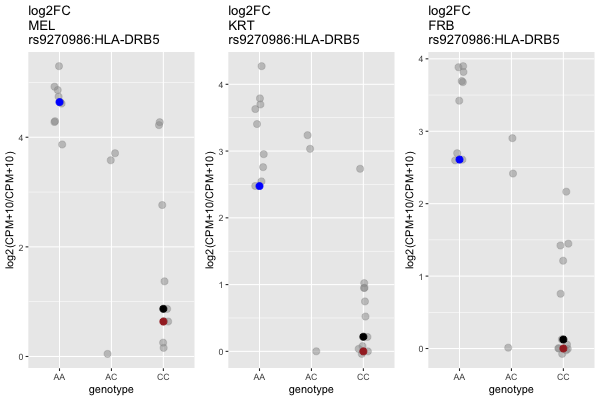 log2FC
MEL
rs9270986:HLA-DRB5
log2(CPM+10/CPM+10)
4
2
0
AA
AC
CC
genotype
log2FC
KRT
rs9270986:HLA-DRB5
log2(CPM+10/CPM+10)
4
3
2
1
0
AA
AC
CC
genotype
log2FC
FRB
rs9270986:HLA-DRB5
log2(CPM+10/CPM+10)
4
3
2
1
0
AA
AC
CC
genotype